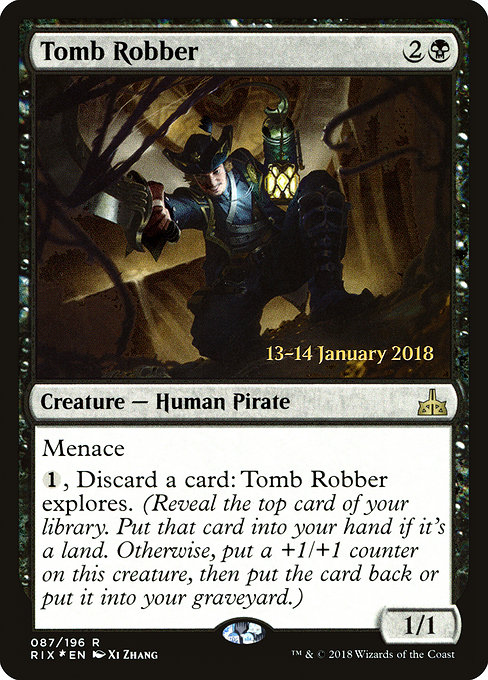 Tomb Robber 2
13–14 January 2018
Creature — Human Pirate
Menace
1, Discard a card: Tomb Robber
explores. (Reveal the top card of your
library. Put that card into your hand if it's
a land. Otherwise, put a +1/+1 counter
on this creature, then put the card back or
put it into your graveyard.)
1/1
087/196 R
RIX★EN Xi Zhang
™ & © 2018 Wizards of the Coast